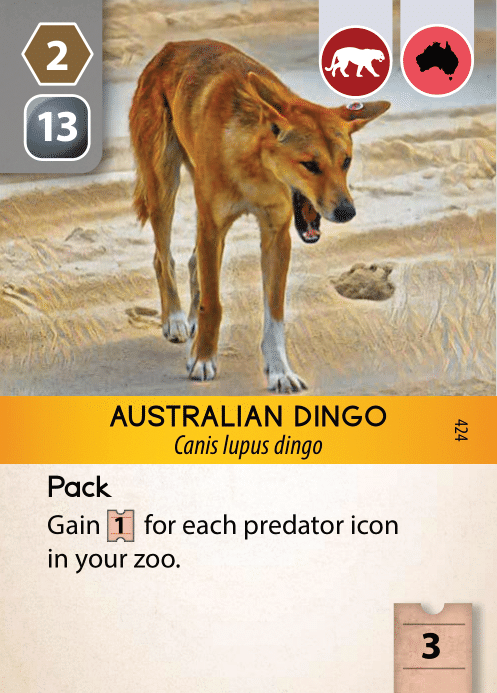 2
13
AUSTRALIAN DINGO
Canis lupus dingo
424
Pack
Gain 1 for each predator icon
in your zoo.
3